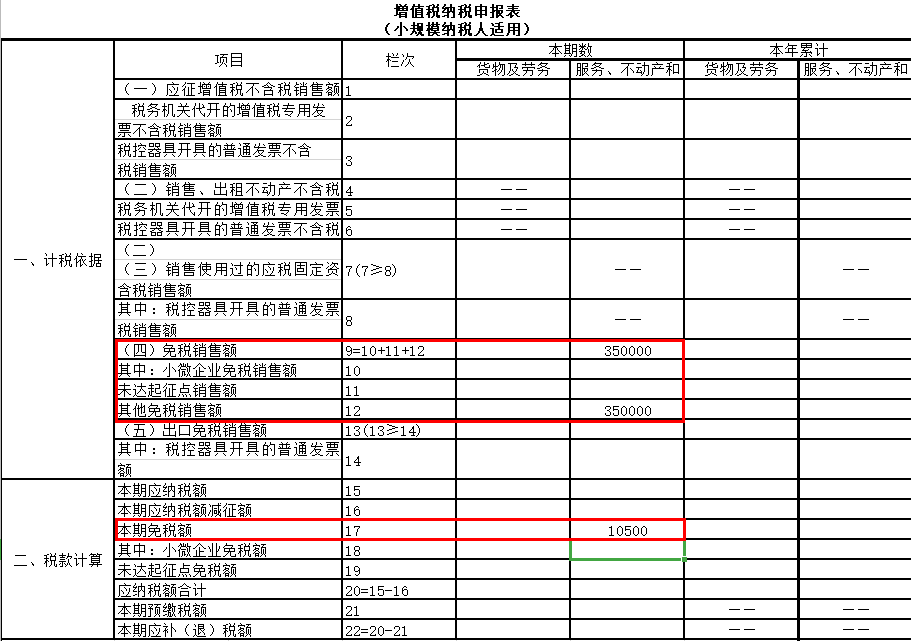 增值税纳税申报表
（小规模纳税人适用）
项目 栏次 本期数 本年累计
货物及劳务 服务、不动产和 货物及劳务 服务、不动产和
一、计税依据
（一）应征增值税不含税销售额 1
税务机关代开的增值税专用发
票不含税销售额 2
税控器具开具的普通发票不含
税销售额 3
（二）销售、出租不动产不含税 4 —— ——
税务机关代开的增值税专用发票 5 —— ——
税控器具开具的普通发票不含税 6 —— ——
（二）
（三）销售使用过的应税固定资 7(7≥8) —— ——
含税销售额
其中：税控器具开具的普通发票
税销售额 8 —— ——
（四）免税销售额 9=10+11+12 350000
其中：小微企业免税销售额 10
未达起征点销售额 11
其他免税销售额 12 350000
（五）出口免税销售额 13(13≥14)
其中：税控器具开具的普通发票
额 14
二、税款计算
本期应纳税额 15
本期应纳税额减征额 16
本期免税额 17 10500
其中：小微企业免税额 18
未达起征点免税额 19
应纳税额合计 20=15-16
本期预缴税额 21 —— ——
本期应补（退）税额 22=20-21 —— ——